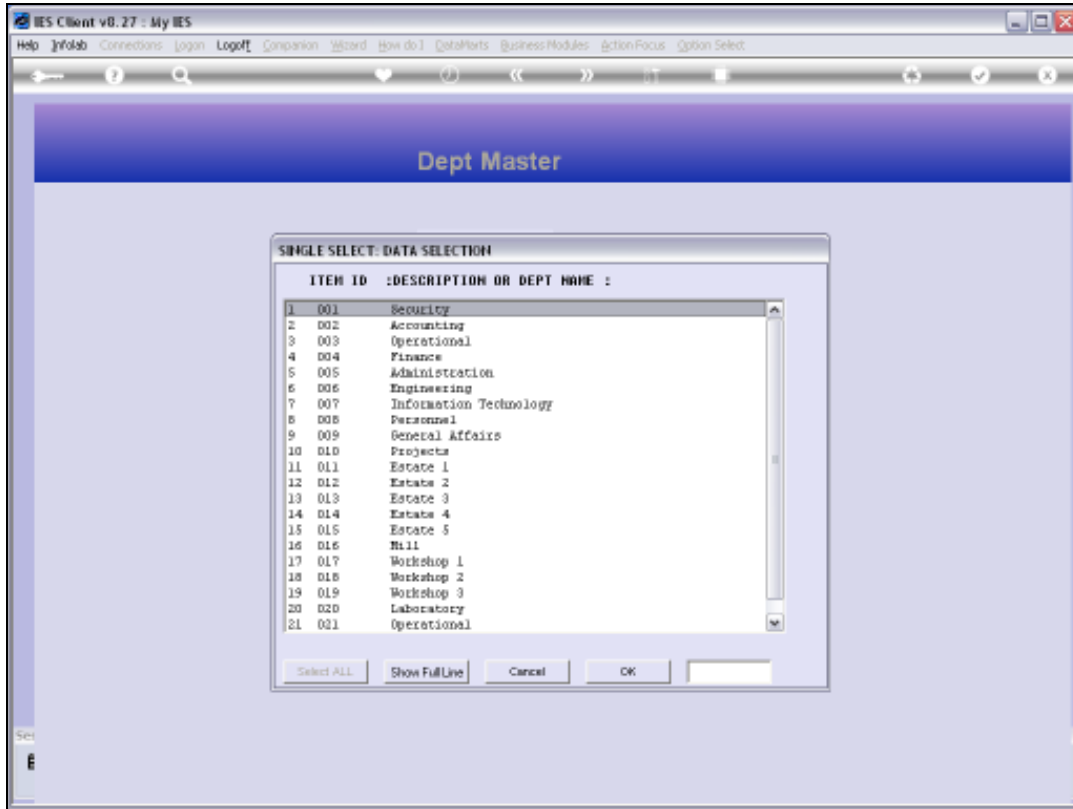 IES Client v8.27 : My IES
Help Infolab Connections Logon Logoff Companion Wizard How do I DataMarts Business Modules Action Focus Option Select
Dept Master
SINGLE SELECT: DATA SELECTION
ITEM ID :DESCRIPTION OR DEPT NAME :
1 001 Security
2 002 Accounting
3 003 Operational
4 004 Finance
5 005 Administration
6 006 Engineering
7 007 Information Technology
8 008 Personnel
9 009 General Affairs
10 010 Projects
11 011 Estate 1
12 012 Estate 2
13 013 Estate 3
14 014 Estate 4
15 015 Estate 5
16 016 Mill
17 017 Workshop 1
18 018 Workshop 2
19 019 Workshop 3
20 020 Laboratory
21 021 Operational
Select ALL Show Full Line Cancel OK